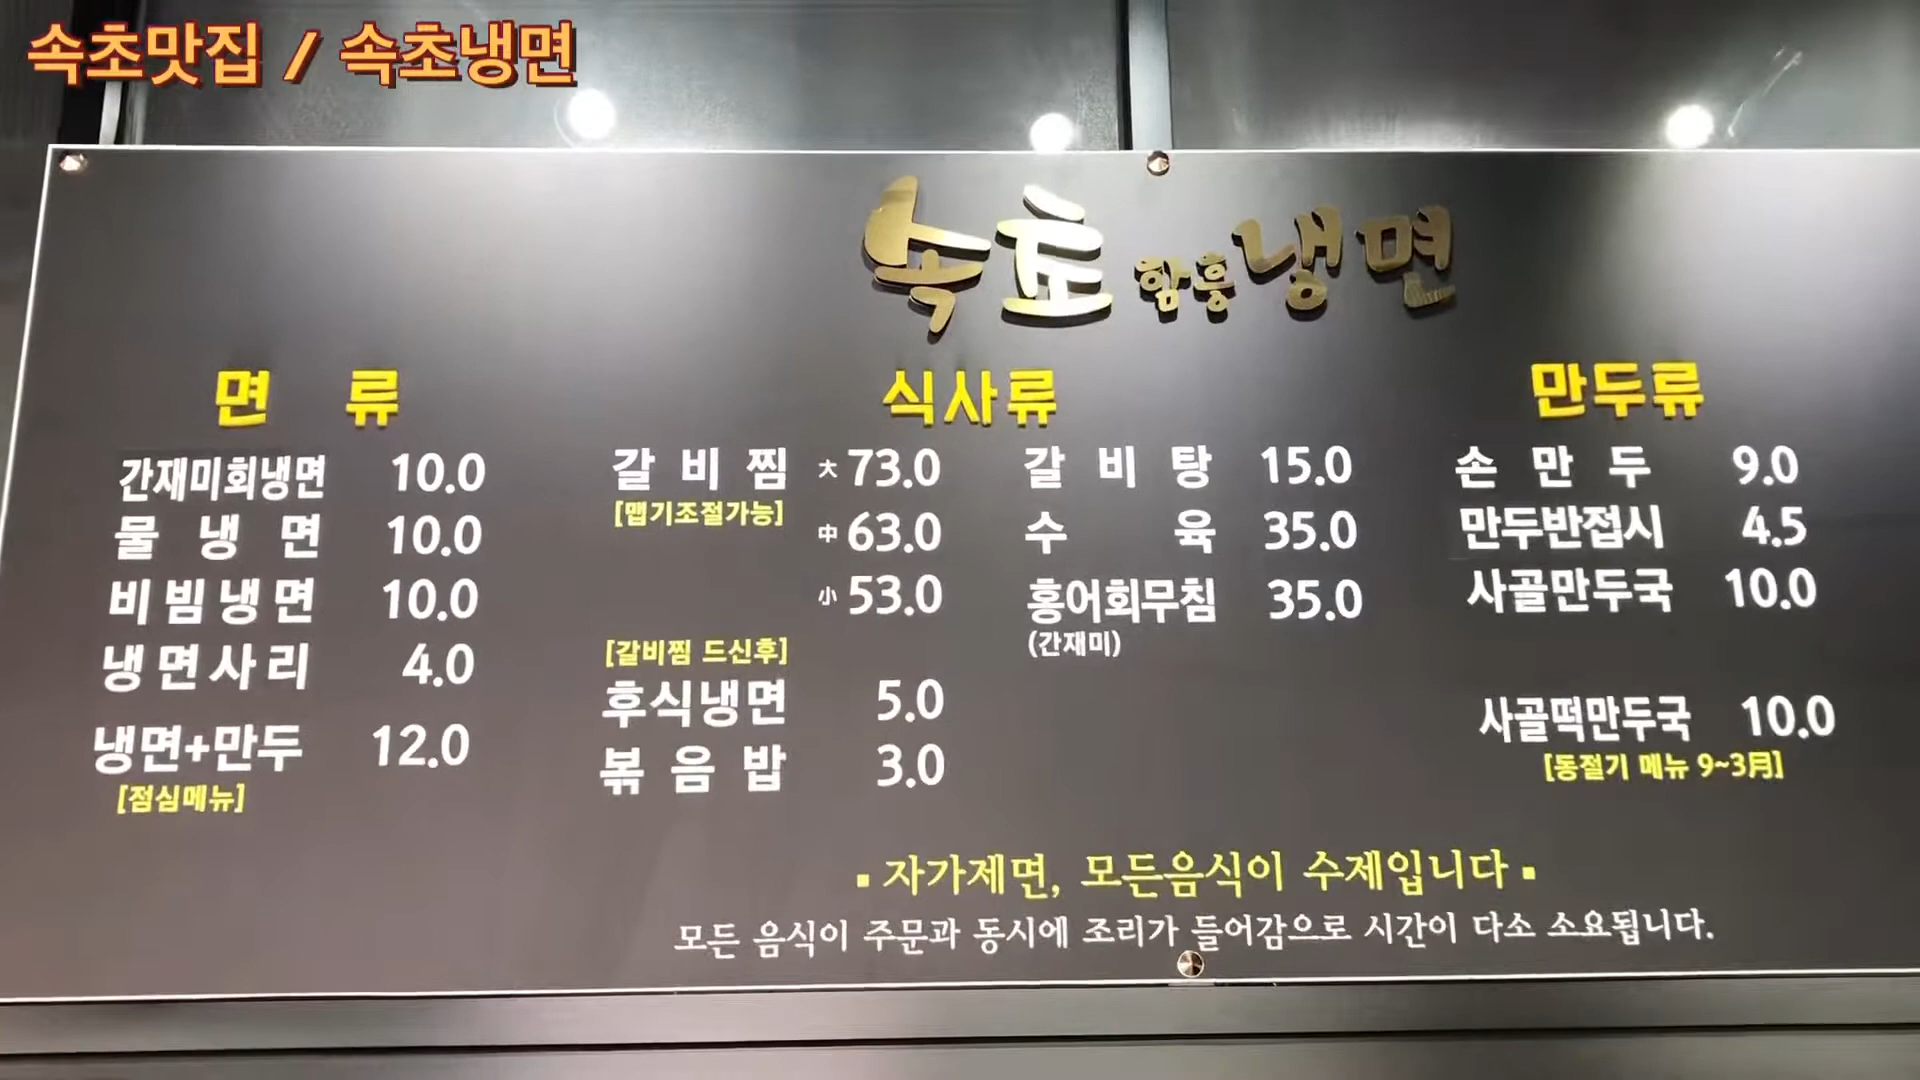 속초맛집 / 속초냉면
속초 함흥냉면
면 류
간재미회냉면 10.0
물 냉 면 10.0
비빔냉면 10.0
냉면사리 4.0
냉면+만두 12.0
[점심메뉴]
식사류
갈 비 찜 大 73.0
[맵기조절가능]
中 63.0
小 53.0
[갈비찜 드신후]
후식냉면 5.0
볶 음 밥 3.0
갈 비 탕 15.0
수 육 35.0
홍어회무침 35.0
(간재미)
만두류
손 만 두 9.0
만두반접시 4.5
사골만두국 10.0
사골떡만두국 10.0
[동절기 메뉴 9~3月]
▪ 자가제면, 모든음식이 수제입니다 ▪
모든 음식이 주문과 동시에 조리가 들어감으로 시간이 다소 소요됩니다.